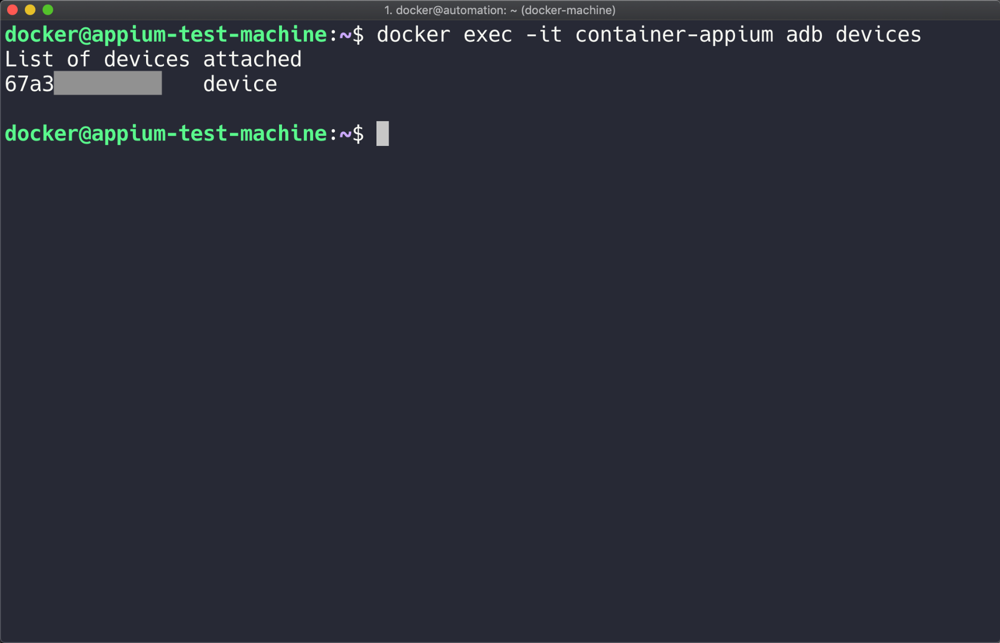 1. docker@automation: ~ (docker-machine)
docker@appium-test-machine:~$ docker exec -it container-appium adb devices
List of devices attached
67a3 device
docker@appium-test-machine:~$